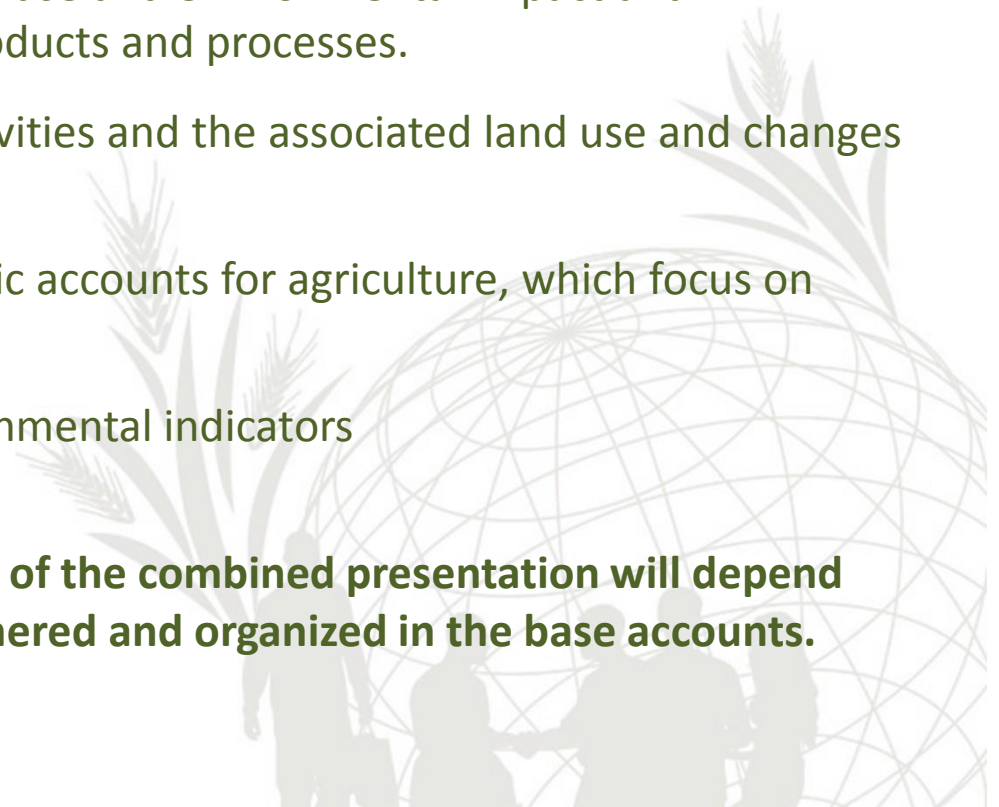 oducts and processes.
vities and the associated land use and changes
ic accounts for agriculture, which focus on
nmental indicators
of the combined presentation will depend
hered and organized in the base accounts.